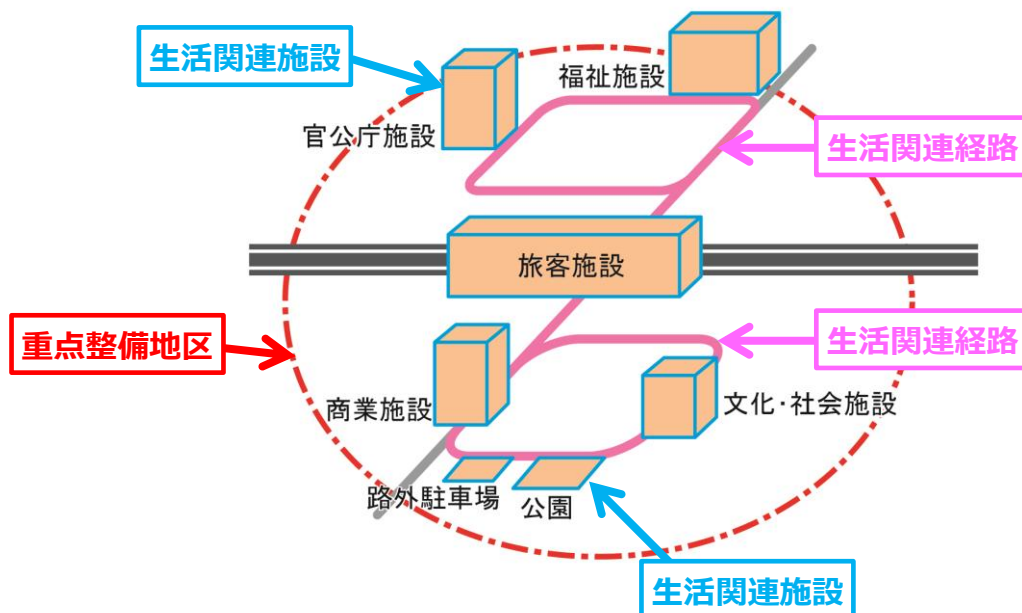 生活関連施設
福祉施設
官公庁施設
生活関連経路
旅客施設
重点整備地区
生活関連経路
商業施設
文化・社会施設
路外駐車場
公園
生活関連施設